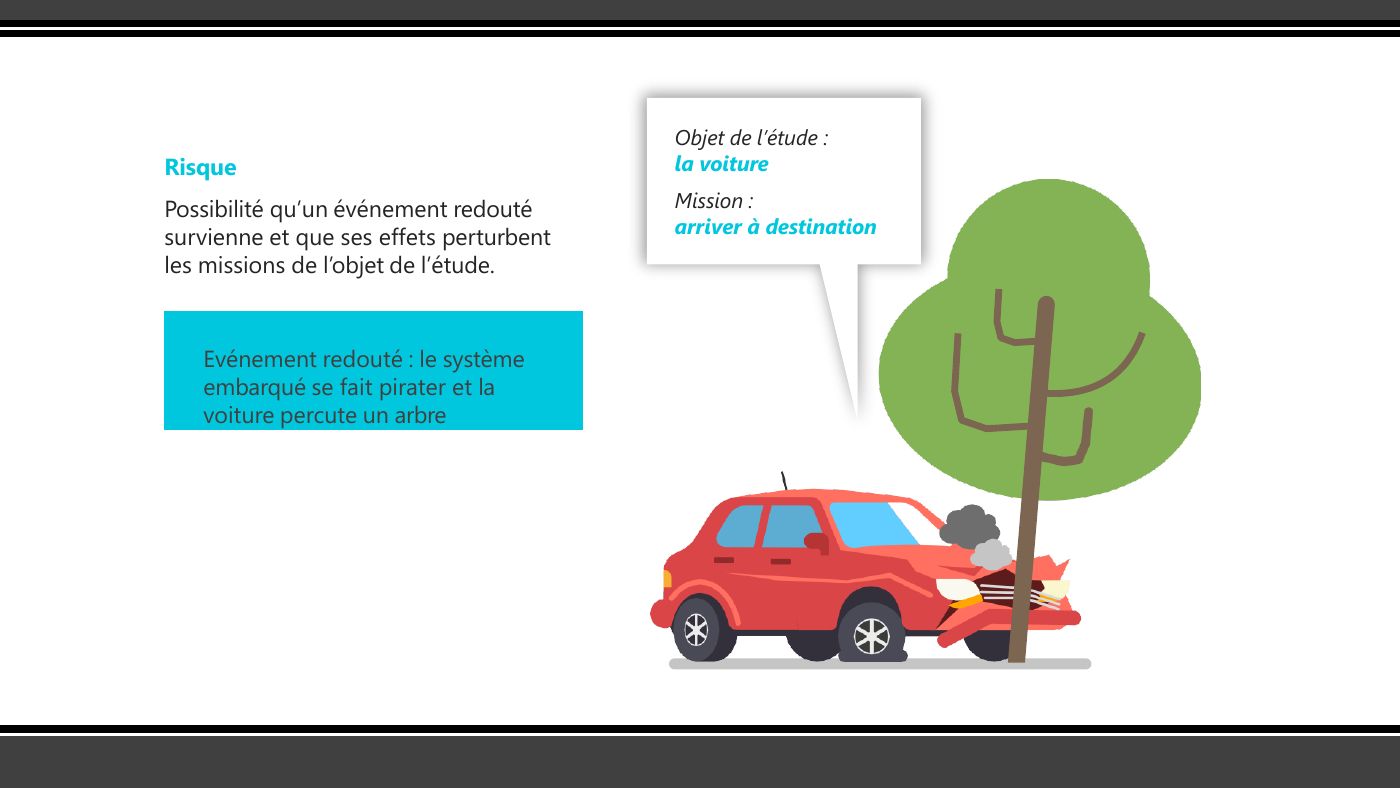 Risque
Possibilité qu’un événement redouté
survienne et que ses effets perturbent
les missions de l’objet de l’étude.
Evénement redouté : le système
embarqué se fait pirater et la
voiture percute un arbre
Objet de l’étude :
la voiture
Mission :
arriver à destination